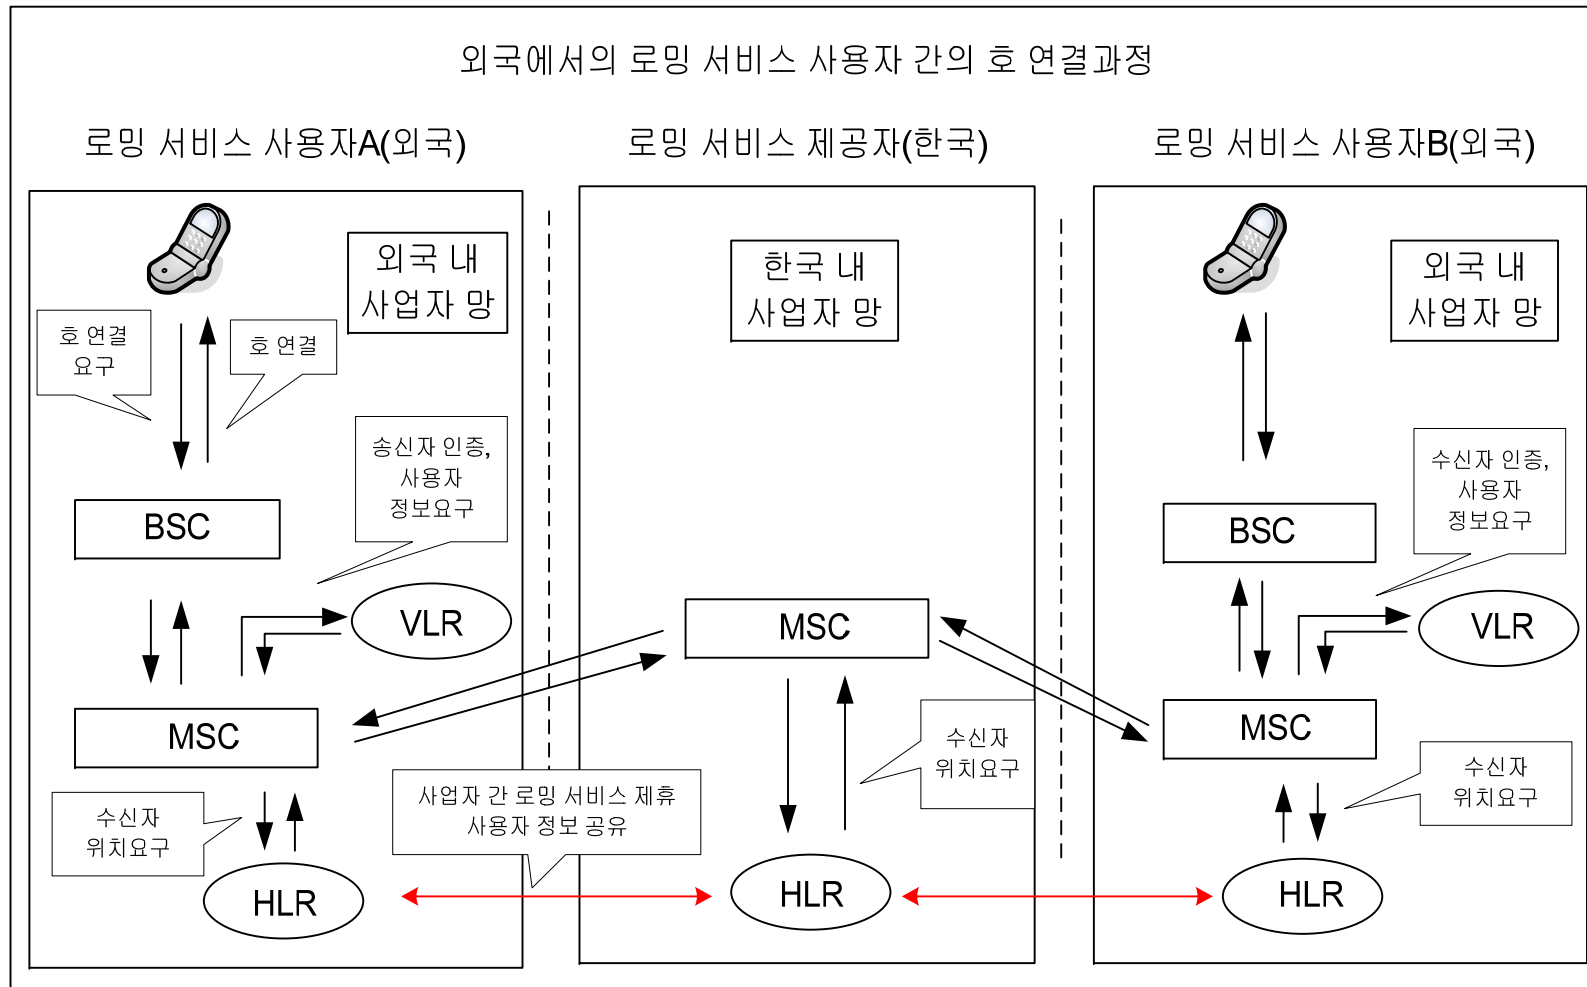 외국에서의 로밍 서비스 사용자 간의 호 연결과정
로밍 서비스 사용자A(외국)
로밍 서비스 제공자(한국)
로밍 서비스 사용자B(외국)
외국 내
사업자 망
호 연결
요구
호 연결
송신자 인증,
사용자
정보요구
BSC
VLR
MSC
수신자
위치요구
HLR
사업자 간 로밍 서비스 제휴
사용자 정보 공유
한국 내
사업자 망
MSC
수신자
위치요구
HLR
외국 내
사업자 망
수신자 인증,
사용자
정보요구
BSC
VLR
MSC
수신자
위치요구
HLR